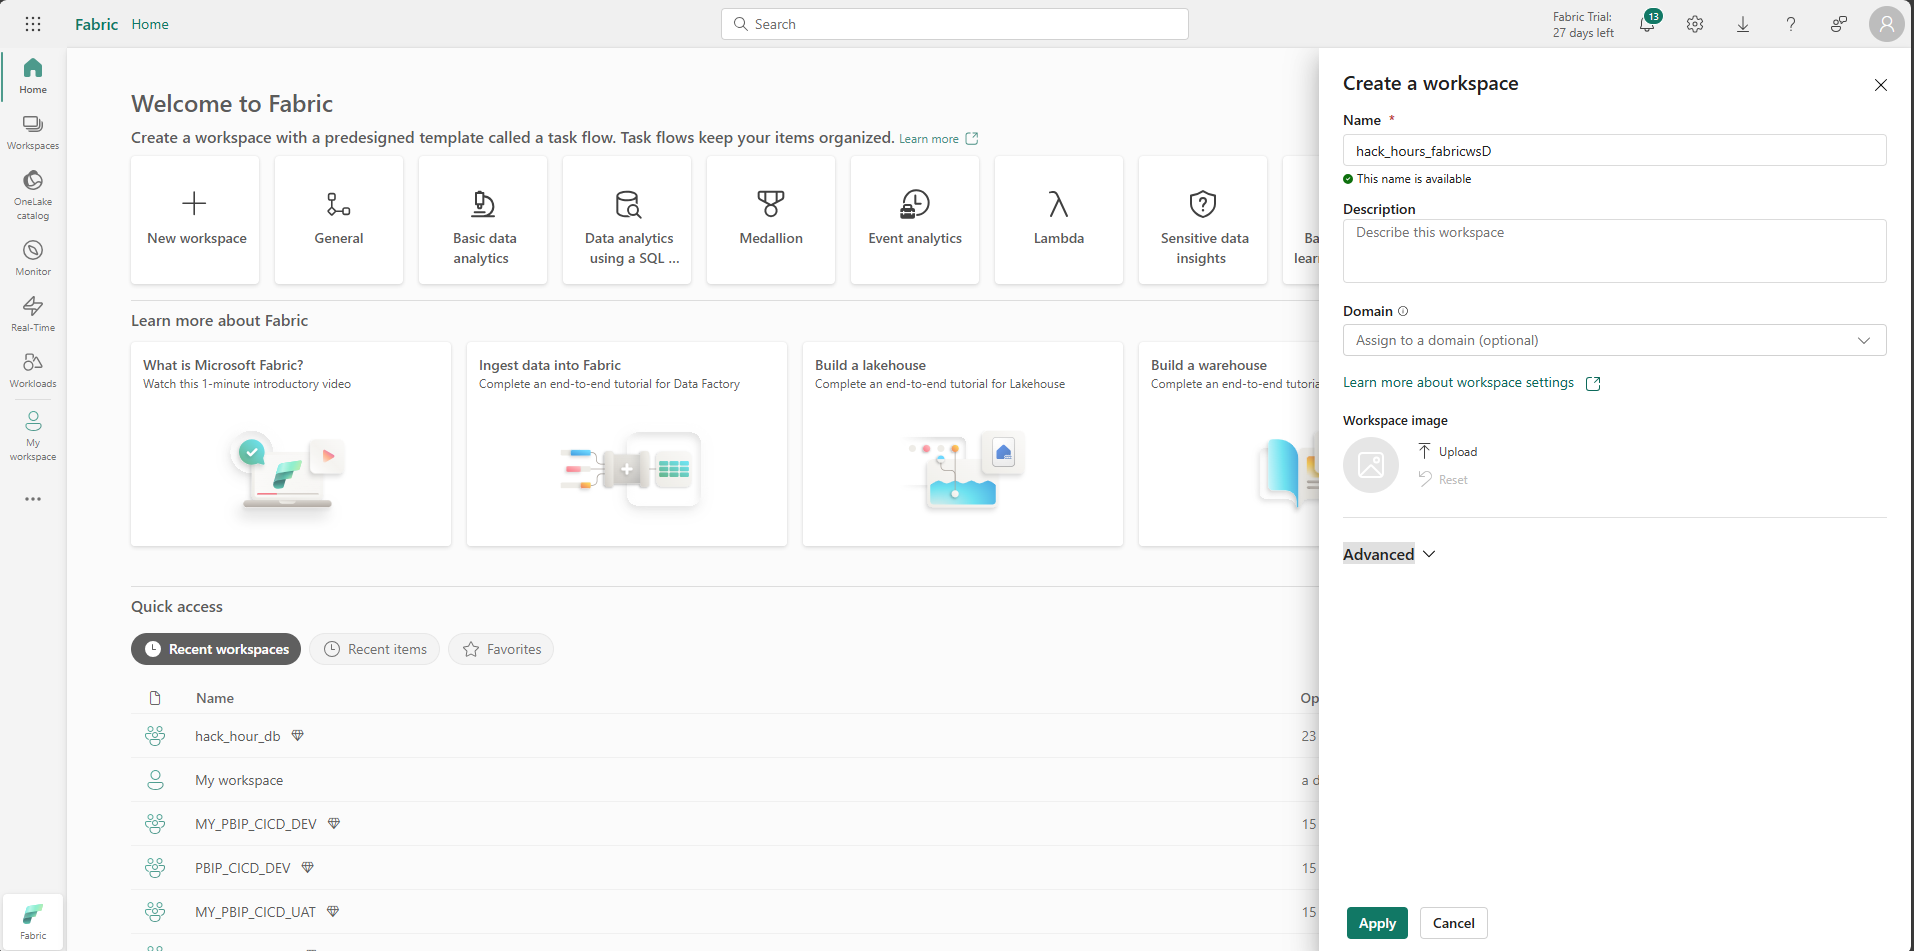 Fabric Home
Search
Fabric Trial:
27 days left
13
Home
Workspaces
OneLake
catalog
Monitor
Real-Time
Workloads
My
workspace
Fabric
Welcome to Fabric
Create a workspace with a predesigned template called a task flow. Task flows keep your items organized. Learn more
New workspace
General
Basic data
analytics
Data analytics
using a SQL ...
Medallion
Event analytics
Lambda
Sensitive data
insights
Ba
lear
Learn more about Fabric
What is Microsoft Fabric?
Watch this 1-minute introductory video
Ingest data into Fabric
Complete an end-to-end tutorial for Data Factory
Build a lakehouse
Complete an end-to-end tutorial for Lakehouse
Build a warehouse
Complete an end-to-end tutoria
Quick access
Recent workspaces
Recent items
Favorites
Name
Op
hack_hour_db
23
My workspace
a d
MY_PBIP_CICD_DEV
15
PBIP_CICD_DEV
15
MY_PBIP_CICD_UAT
15
Create a workspace
Name *
hack_hours_fabricwsD
This name is available
Description
Describe this workspace
Domain
Assign to a domain (optional)
Learn more about workspace settings
Workspace image
Upload
Reset
Advanced
Apply
Cancel